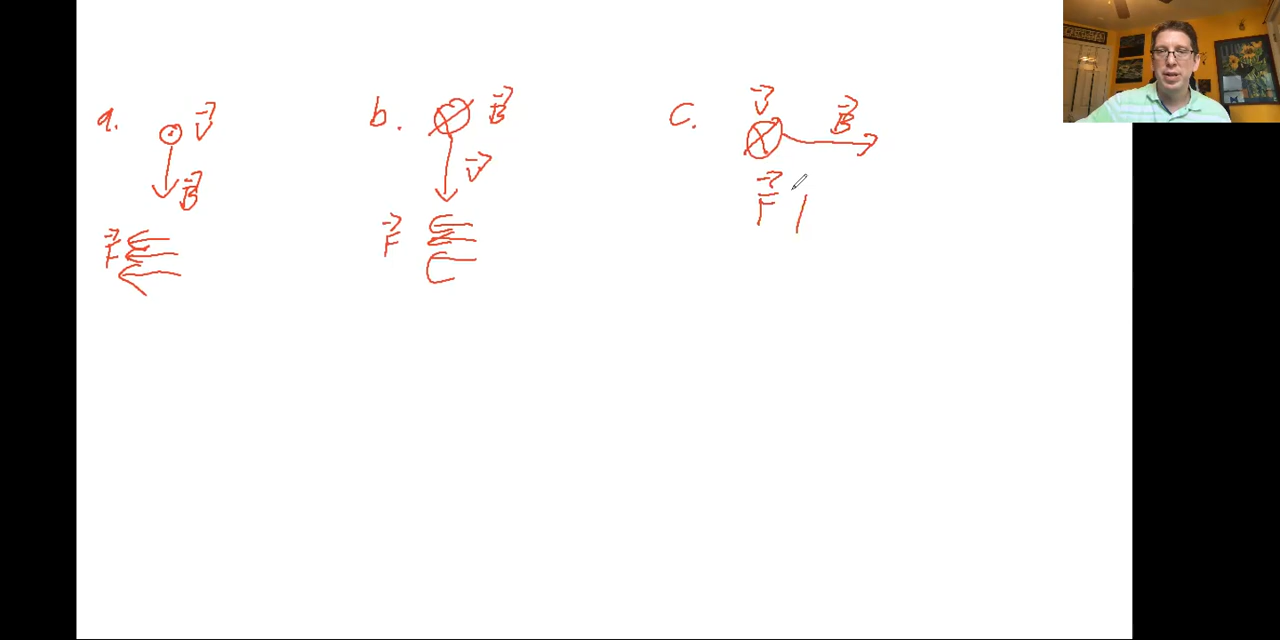 a. v⃗
B⃗
F⃗
b. B⃗
v⃗
F⃗
c. v⃗ B⃗
F⃗